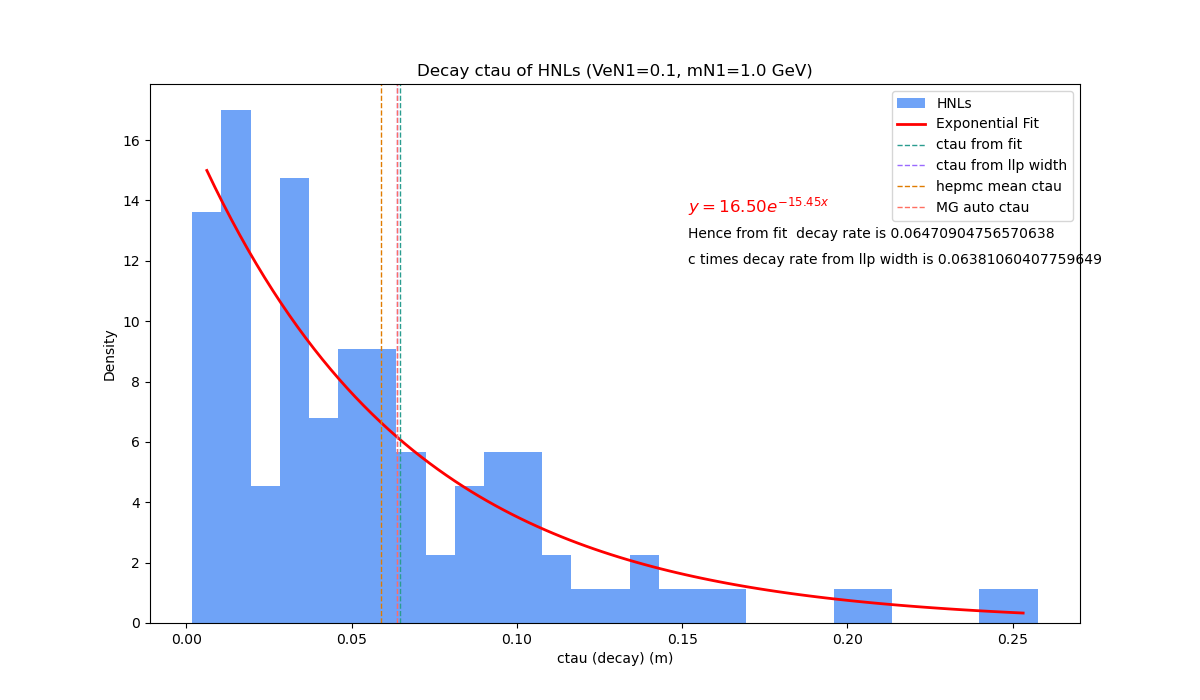 Decay ctau of HNLs (VeN1=0.1, mN1=1.0 GeV)
HNLs
Exponential Fit
ctau from fit
ctau from llp width
hepmc mean ctau
MG auto ctau
y = 16.50e^{-15.45x}
Hence from fit  decay rate is 0.06470904756570638
c times decay rate from llp width is 0.06381060407759649
Density
16
14
12
10
8
6
4
2
0
0.00 0.05 0.10 0.15 0.20 0.25
ctau (decay) (m)